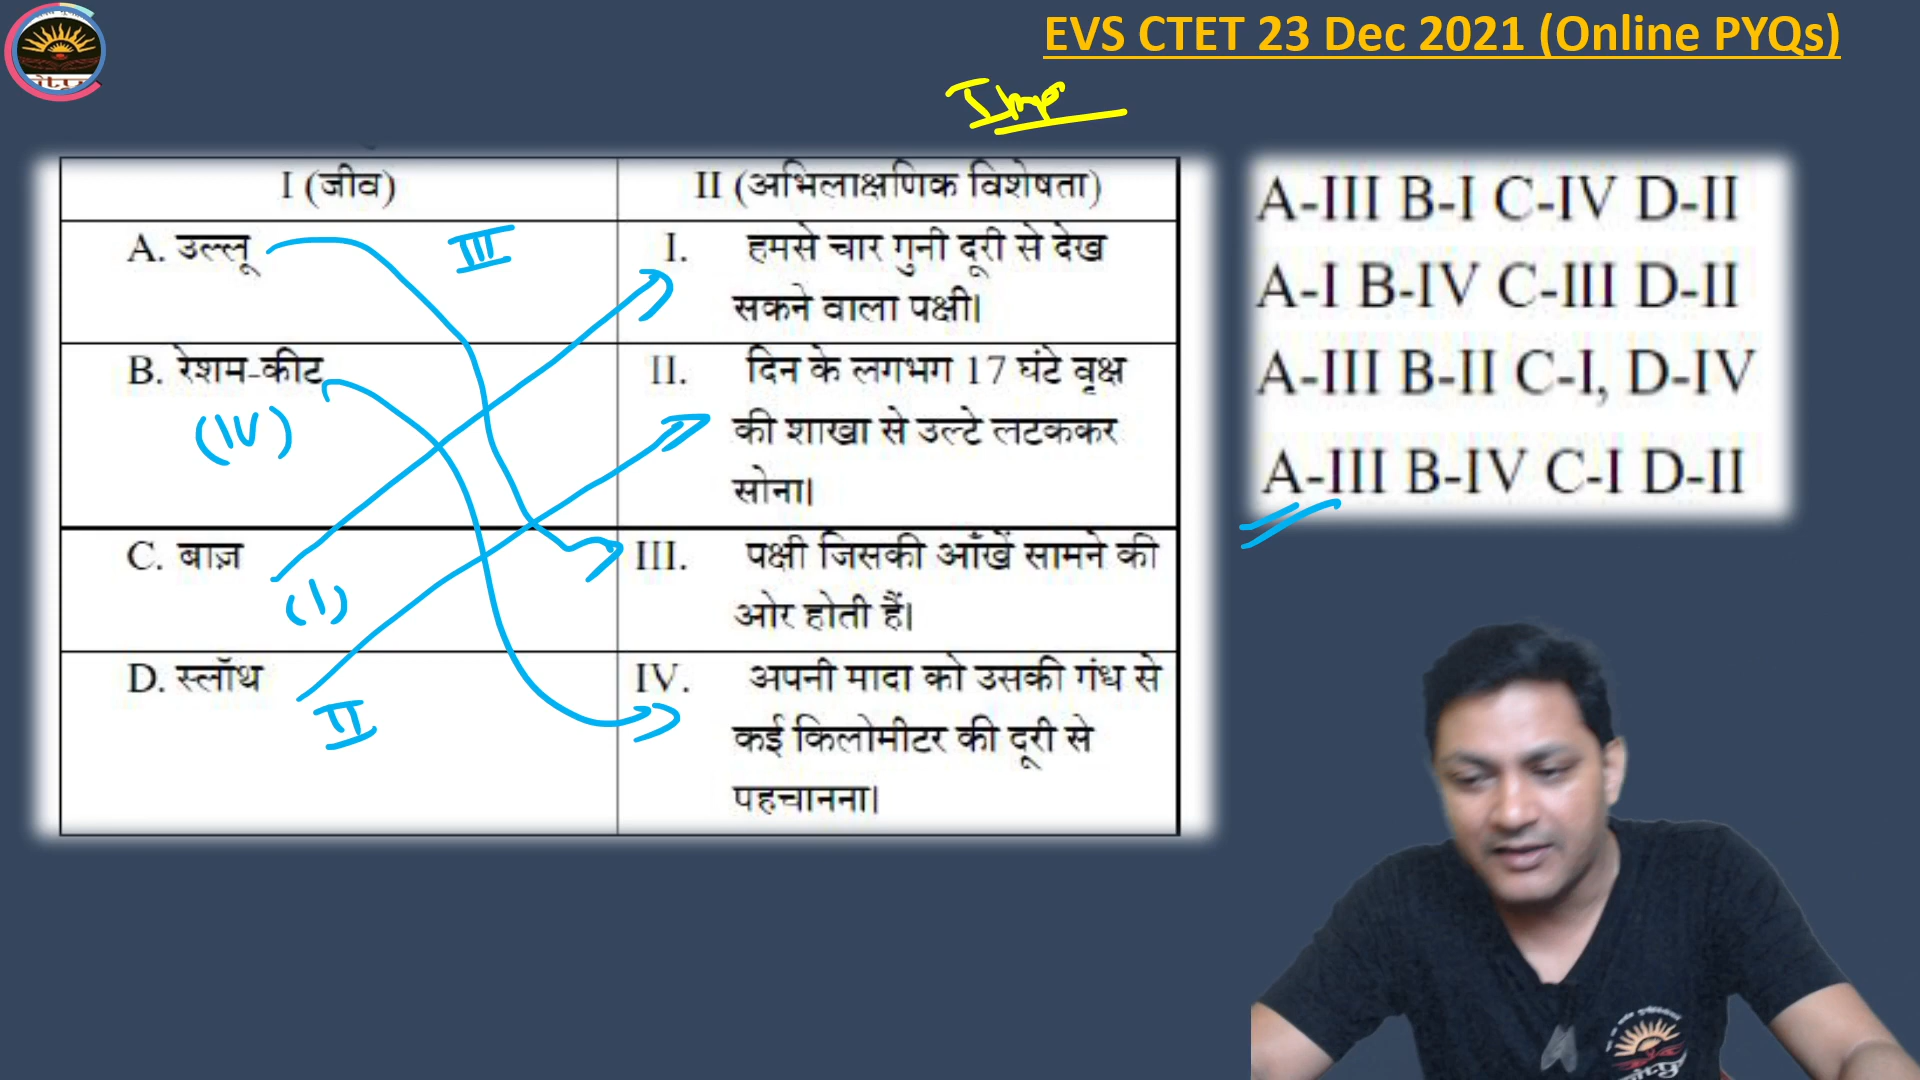 EVS CTET 23 Dec 2021 (Online PYQs)
Imp
I (जीव)
II (अभिलाक्षणिक विशेषता)
A. उल्लू
III
I. हमसे चार गुनी दूरी से देख
सकने वाला पक्षी।
B. रेशम-कीट
(IV)
II. दिन के लगभग 17 घंटे वृक्ष
की शाखा से उल्टे लटककर
सोना।
C. बाज़
(I)
III. पक्षी जिसकी आँखें सामने की
ओर होती हैं।
D. स्लॉथ
II
IV. अपनी मादा को उसकी गंध से
कई किलोमीटर की दूरी से
पहचानना।
A-III B-I C-IV D-II
A-I B-IV C-III D-II
A-III B-II C-I, D-IV
A-III B-IV C-I D-II